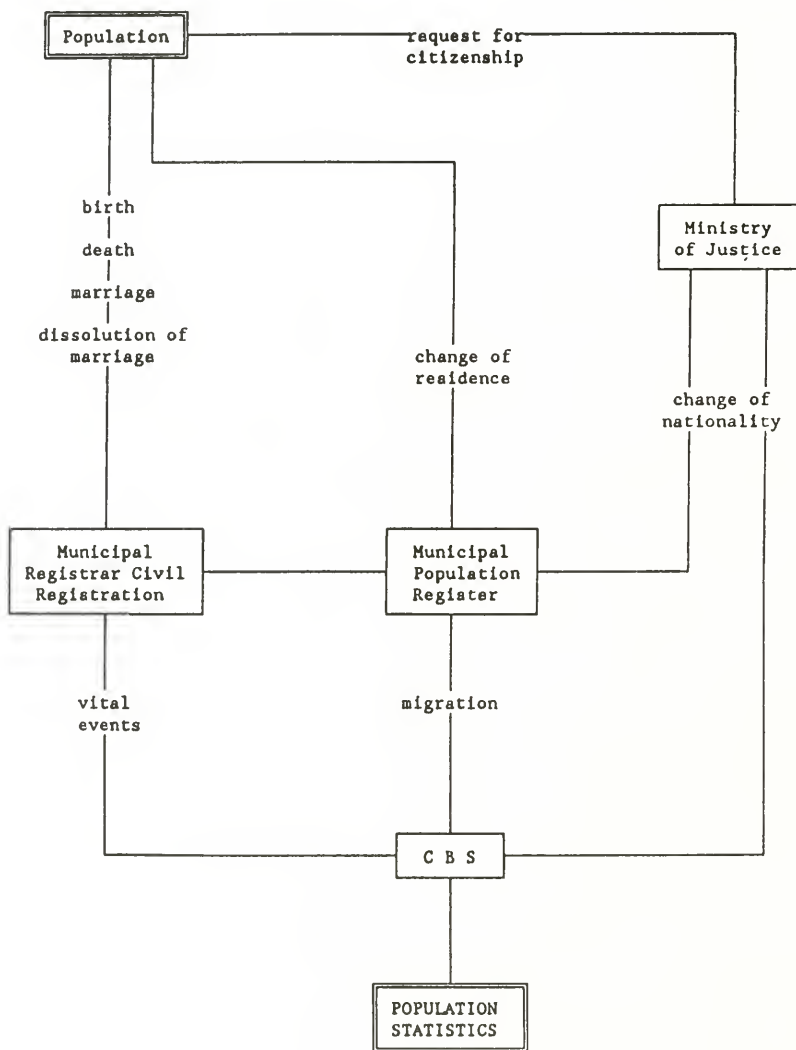 Population
request for
citizenship
birth
death
marriage
dissolution of
marriage
Ministry
of Justice
change of
residence
change of
nationality
Municipal
Registrar Civil
Registration
Municipal
Population
Register
vital
events
migration
C B S
POPULATION
STATISTICS